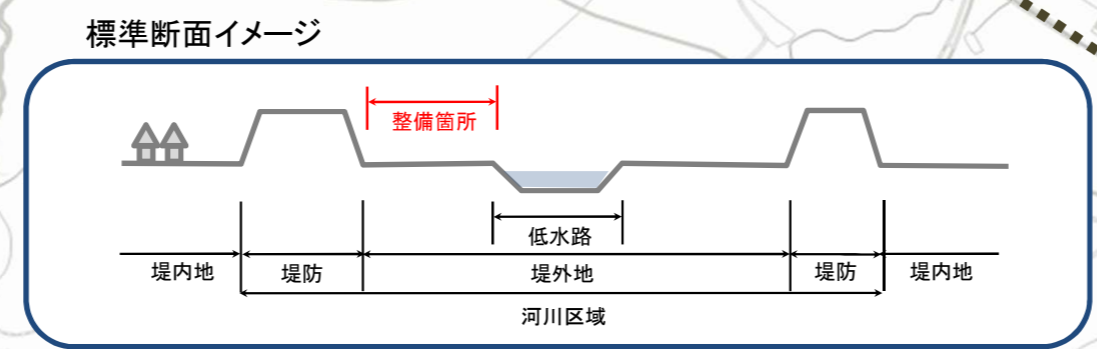 標準断面イメージ
整備箇所
低水路
堤内地 堤防 堤外地 堤防 堤内地
河川区域